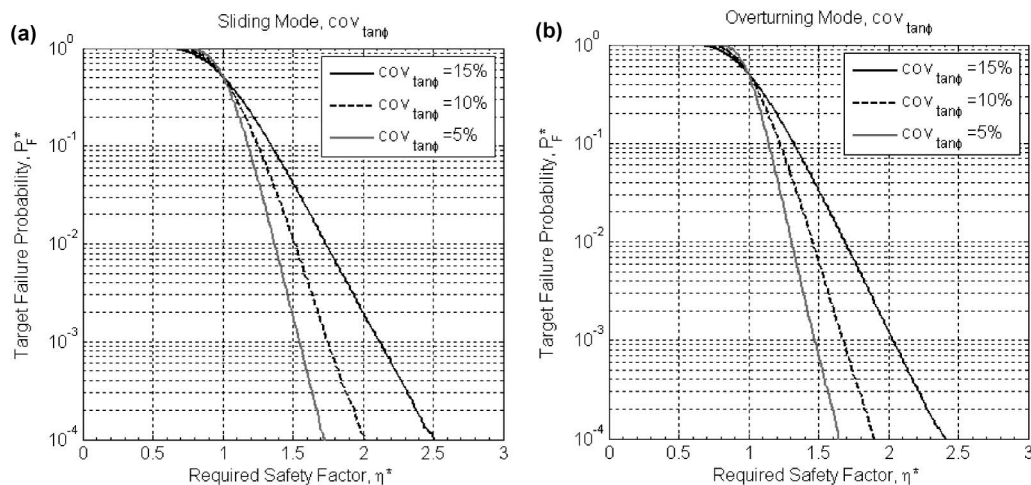 (a)
Sliding Mode, cov tanϕ
10^0
10^-1
10^-2
10^-3
10^-4
Target Failure Probability, P_F^*
cov tanϕ =15%
cov tanϕ =10%
cov tanϕ =5%
0 0.5 1 1.5 2 2.5 3
Required Safety Factor, η*
(b)
Overturning Mode, cov tanϕ
10^0
10^-1
10^-2
10^-3
10^-4
Target Failure Probability, P_F^*
cov tanϕ =15%
cov tanϕ =10%
cov tanϕ =5%
0 0.5 1 1.5 2 2.5 3
Required Safety Factor, η*